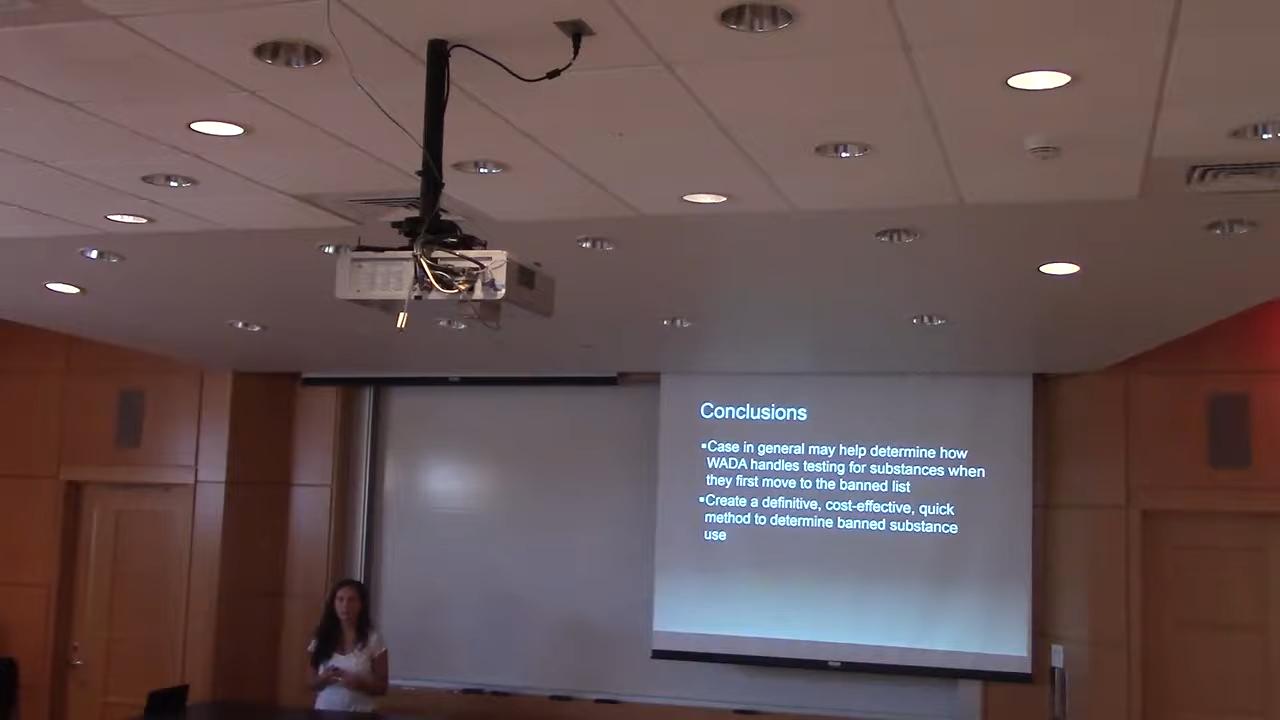 Conclusions
▪Case in general may help determine how
WADA handles testing for substances when
they first move to the banned list
▪Create a definitive, cost-effective, quick
method to determine banned substance
use